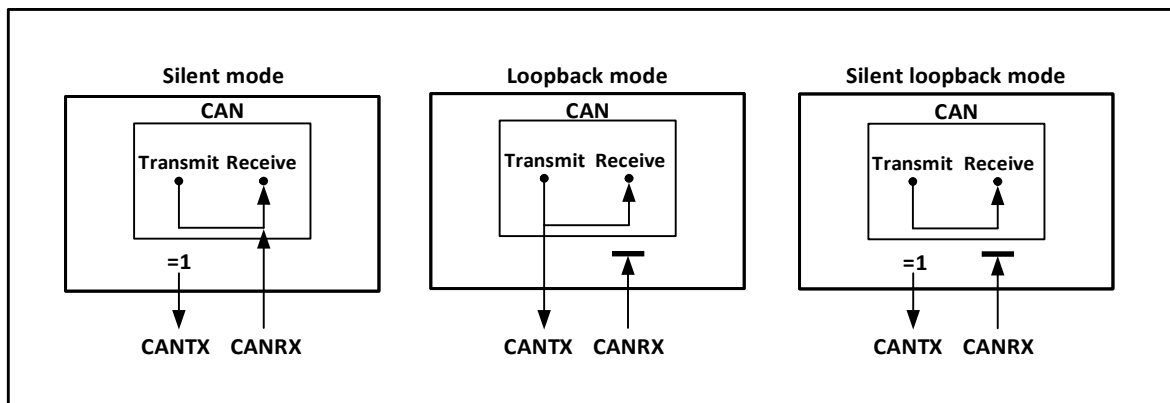 Silent mode
Loopback mode
Silent loopback mode
CAN
CAN
CAN
Transmit Receive
Transmit Receive
Transmit Receive
=1
=1
CANTX CANRX
CANTX CANRX
CANTX CANRX